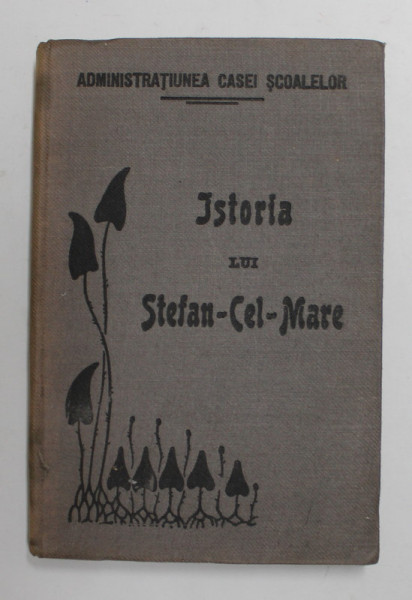 ADMINISTRAȚIUNEA CASEI ȘCOALELOR
Istoria
LUI
Stefan-Cel-Mare